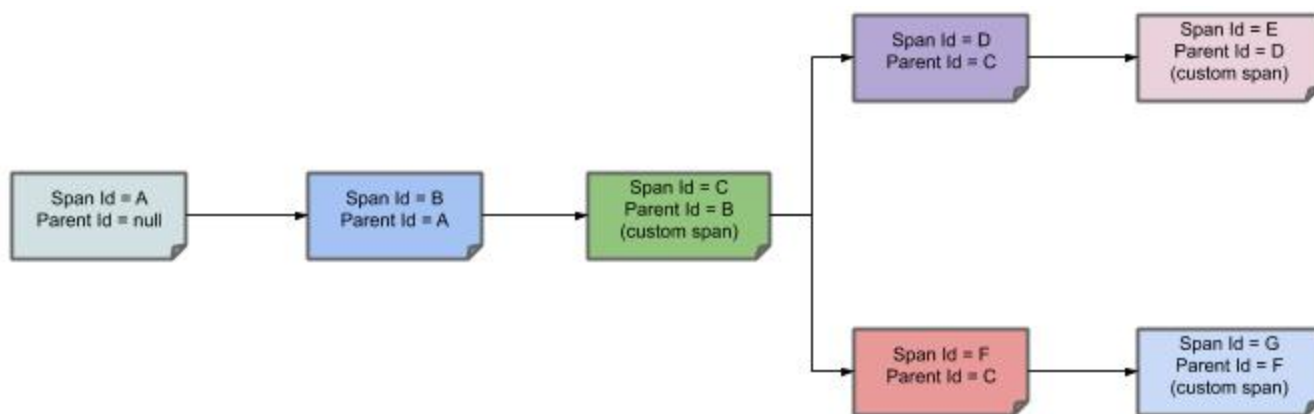 Span Id = A
Parent Id = null
Span Id = B
Parent Id = A
Span Id = C
Parent Id = B
(custom span)
Span Id = D
Parent Id = C
Span Id = E
Parent Id = D
(custom span)
Span Id = F
Parent Id = C
Span Id = G
Parent Id = F
(custom span)